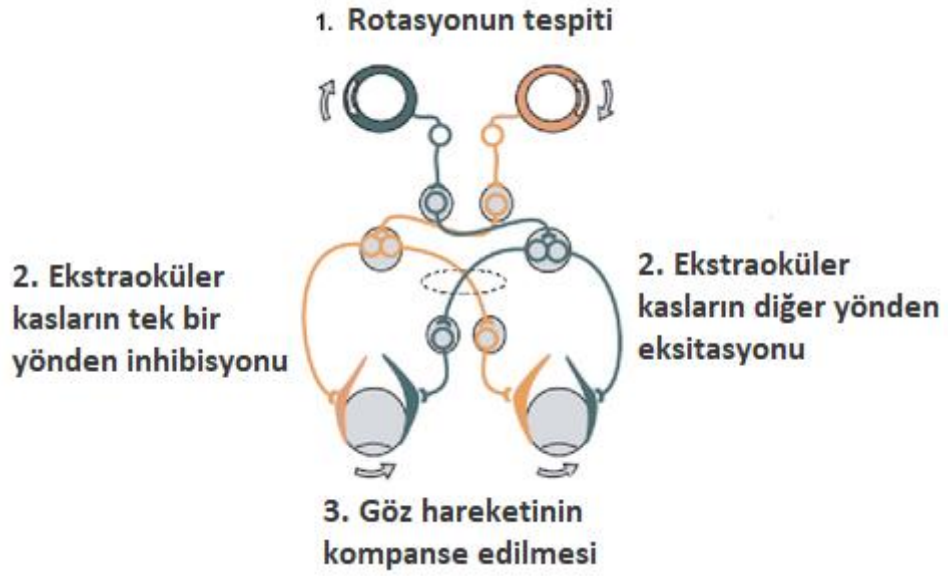 1. Rotasyonun tespiti
2. Ekstraoküler
kasların tek bir
yönden inhibisyonu
2. Ekstraoküler
kasların diğer yönden
eksitasyonu
3. Göz hareketinin
kompanse edilmesi